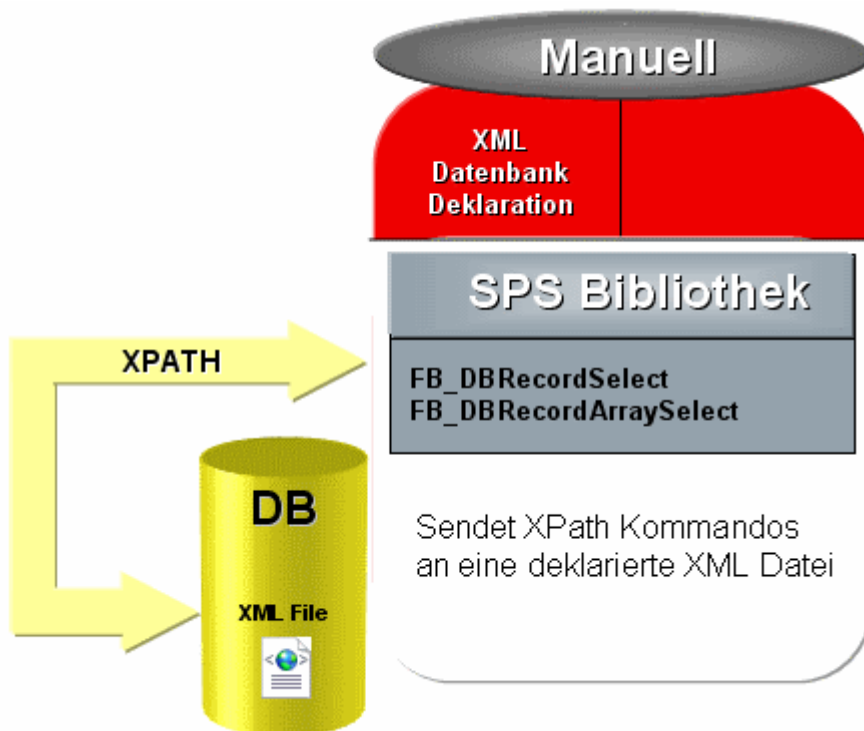 Manuell
XML
Datenbank
Deklaration
SPS Bibliothek
XPATH
FB_DBRecordSelect
FB_DBRecordArraySelect
DB
XML File
Sendet XPath Kommandos
an eine deklarierte XML Datei